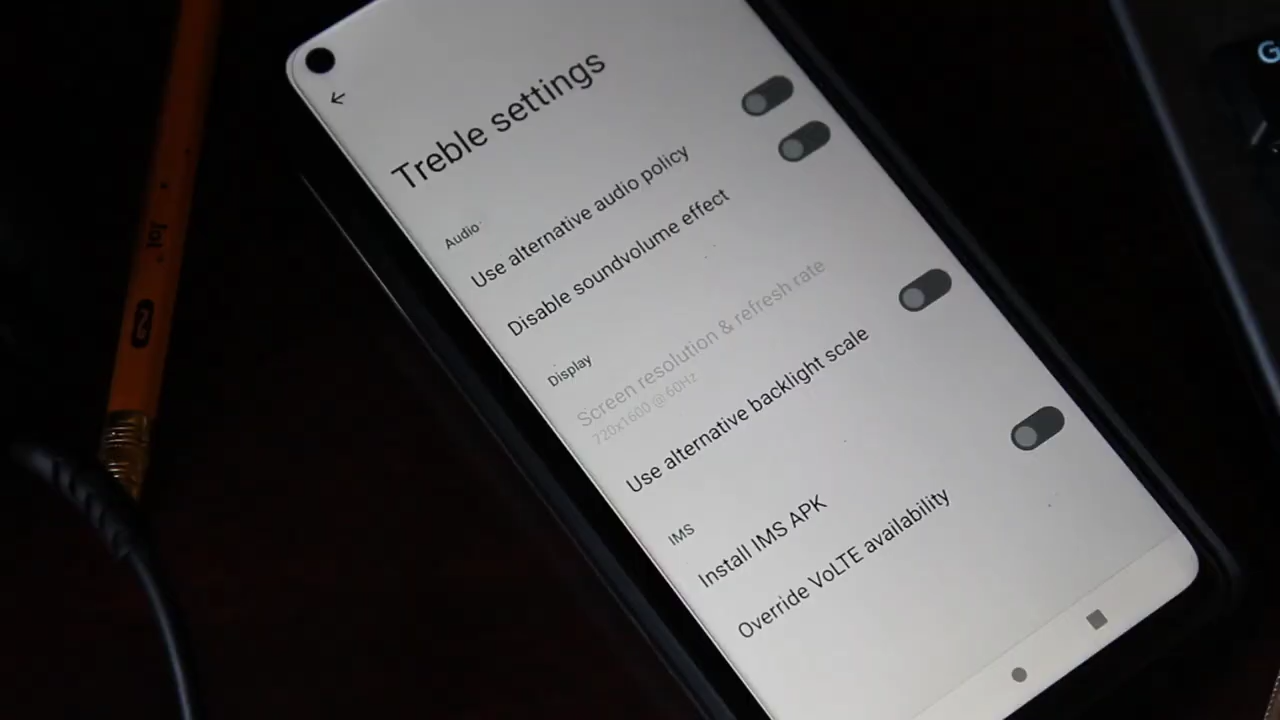 Treble settings
Audio
Use alternative audio policy
Disable soundvolume effect
Display
Screen resolution & refresh rate
720x1600@60Hz
Use alternative backlight scale
IMS
Install IMS APK
Override VoLTE availability
G